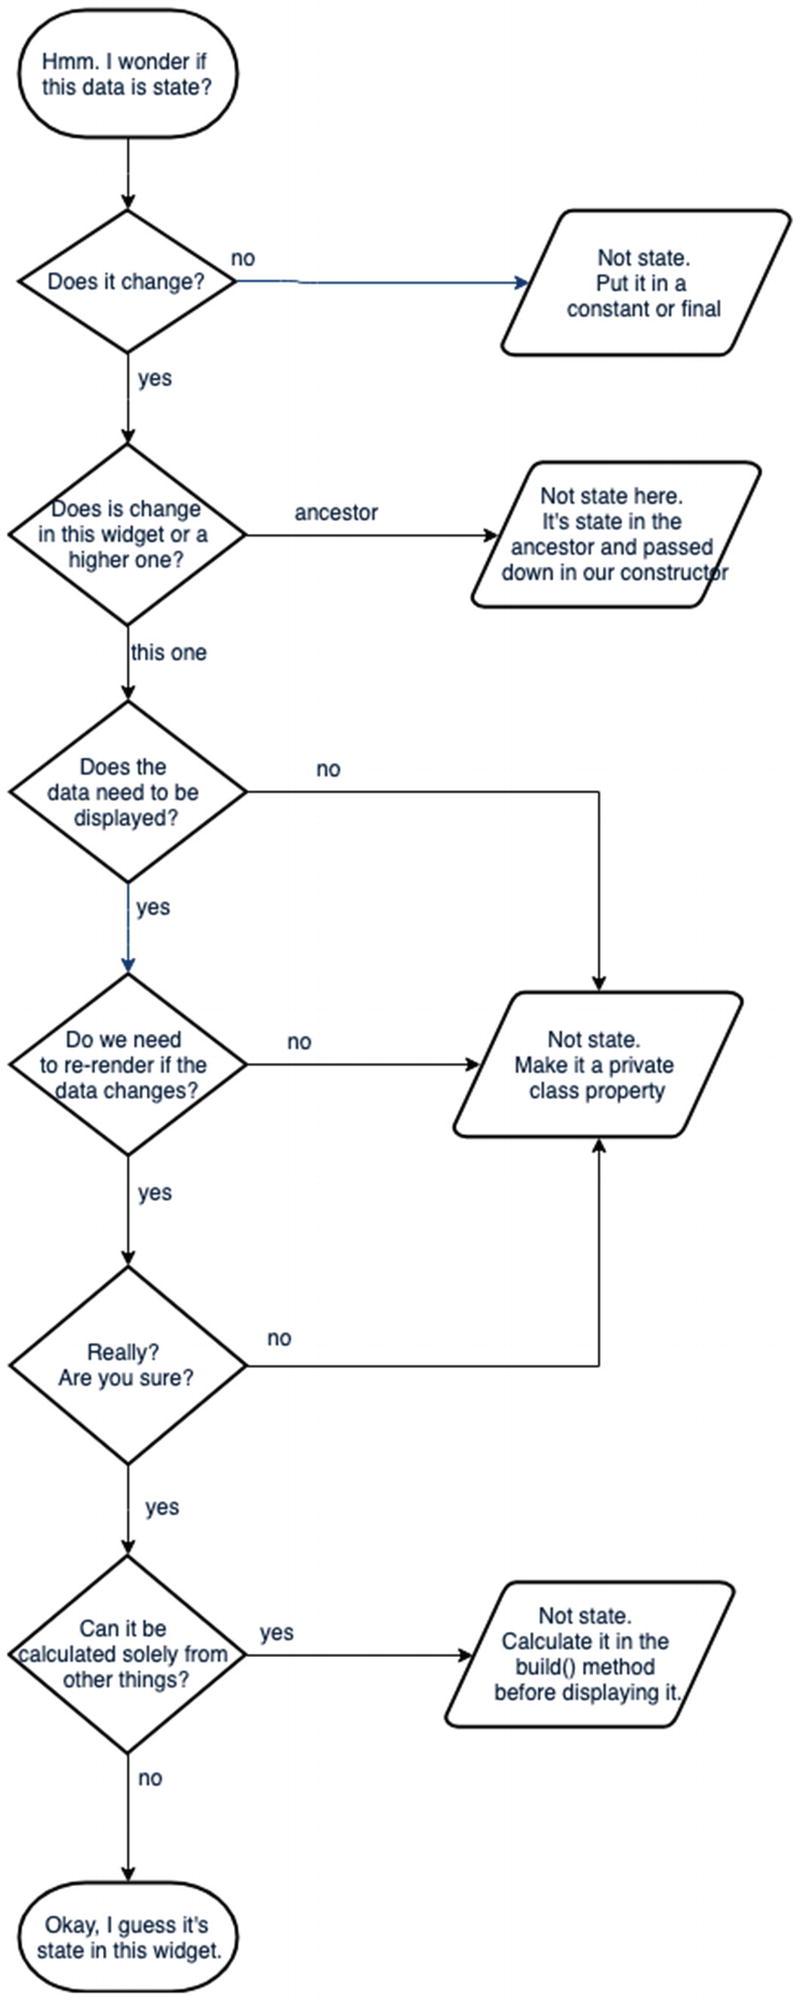 Hmm. I wonder if
this data is state?
Does it change?
no
Not state.
Put it in a
constant or final
yes
Does is change
in this widget or a
higher one?
ancestor
Not state here.
It's state in the
ancestor and passed
down in our constructor
this one
Does the
data need to be
displayed?
no
yes
Do we need
to re-render if the
data changes?
no
Not state.
Make it a private
class property
yes
Really?
Are you sure?
no
yes
Can it be
calculated solely from
other things?
yes
Not state.
Calculate it in the
build() method
before displaying it.
no
Okay, I guess it's
state in this widget.